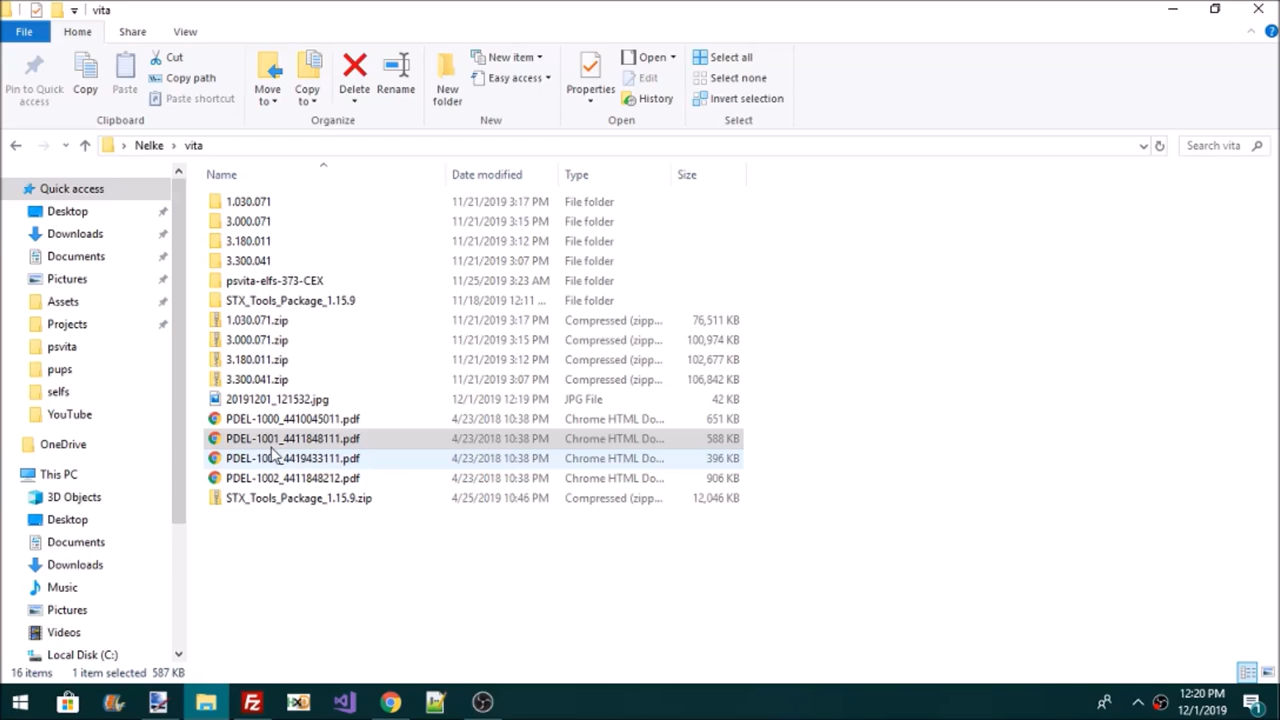 vita
File Home Share View
Pin to Quick access
Copy
Paste
Cut
Copy path
Paste shortcut
Clipboard
Move to
Copy to
Delete
Rename
Organize
New folder
New item
Easy access
New
Properties
Open
Edit
History
Open
Select all
Select none
Invert selection
Select
Nelke > vita
Search vita
Name Date modified Type Size
Quick access
Desktop
Downloads
Documents
Pictures
Assets
Projects
psvita
pups
selfs
YouTube
OneDrive
This PC
3D Objects
Desktop
Documents
Downloads
Music
Pictures
Videos
Local Disk (C:)
1.030.071 11/21/2019 3:17 PM File folder
3.000.071 11/21/2019 3:15 PM File folder
3.180.011 11/21/2019 3:12 PM File folder
3.300.041 11/21/2019 3:07 PM File folder
psvita-elfs-373-CEX 11/25/2019 3:23 AM File folder
STX_Tools_Package_1.15.9 11/18/2019 12:11 ... File folder
1.030.071.zip 11/21/2019 3:17 PM Compressed (zipp... 76,511 KB
3.000.071.zip 11/21/2019 3:15 PM Compressed (zipp... 100,974 KB
3.180.011.zip 11/21/2019 3:12 PM Compressed (zipp... 102,677 KB
3.300.041.zip 11/21/2019 3:07 PM Compressed (zipp... 106,842 KB
20191201_121532.jpg 12/1/2019 12:19 PM JPG File 42 KB
PDEL-1000_4410045011.pdf 4/23/2018 10:38 PM Chrome HTML Do... 651 KB
PDEL-1001_4411848111.pdf 4/23/2018 10:38 PM Chrome HTML Do... 588 KB
4/23/2018 10:38 PM Chrome HTML Do... 396 KB
PDEL-1002_4411848212.pdf 4/23/2018 10:38 PM Chrome HTML Do... 906 KB
STX_Tools_Package_1.15.9.zip 4/25/2019 10:46 PM Compressed (zipp... 12,046 KB
16 items 1 item selected 587 KB
12:20 PM
12/1/2019
1